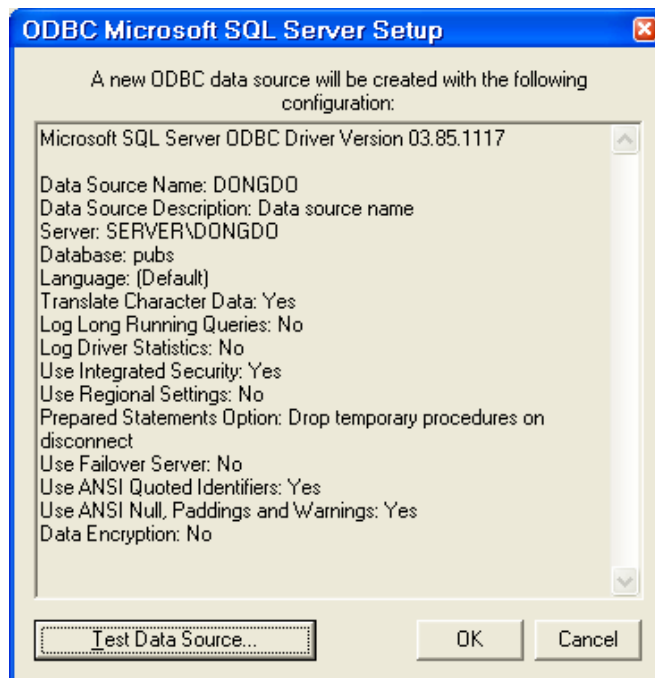 ODBC Microsoft SQL Server Setup
A new ODBC data source will be created with the following
configuration:
Microsoft SQL Server ODBC Driver Version 03.85.1117
Data Source Name: DONGDO
Data Source Description: Data source name
Server: SERVER\DONGDO
Database: pubs
Language: (Default)
Translate Character Data: Yes
Log Long Running Queries: No
Log Driver Statistics: No
Use Integrated Security: Yes
Use Regional Settings: No
Prepared Statements Option: Drop temporary procedures on
disconnect
Use Failover Server: No
Use ANSI Quoted Identifiers: Yes
Use ANSI Null, Paddings and Warnings: Yes
Data Encryption: No
Test Data Source... OK Cancel